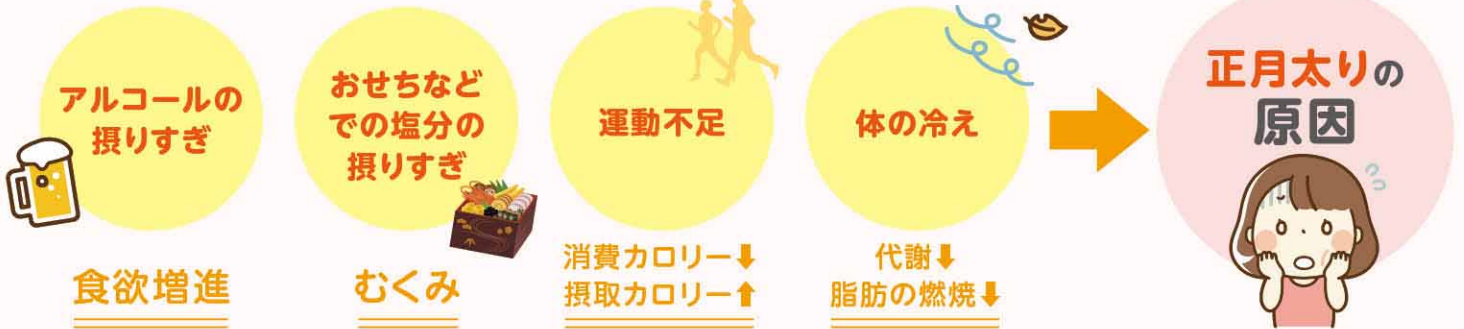 アルコールの
摂りすぎ
食欲増進
おせちなど
での塩分の
摂りすぎ
むくみ
運動不足
消費カロリー⬇
摂取カロリー⬆
体の冷え
代謝⬇
脂肪の燃焼⬇
正月太りの
原因